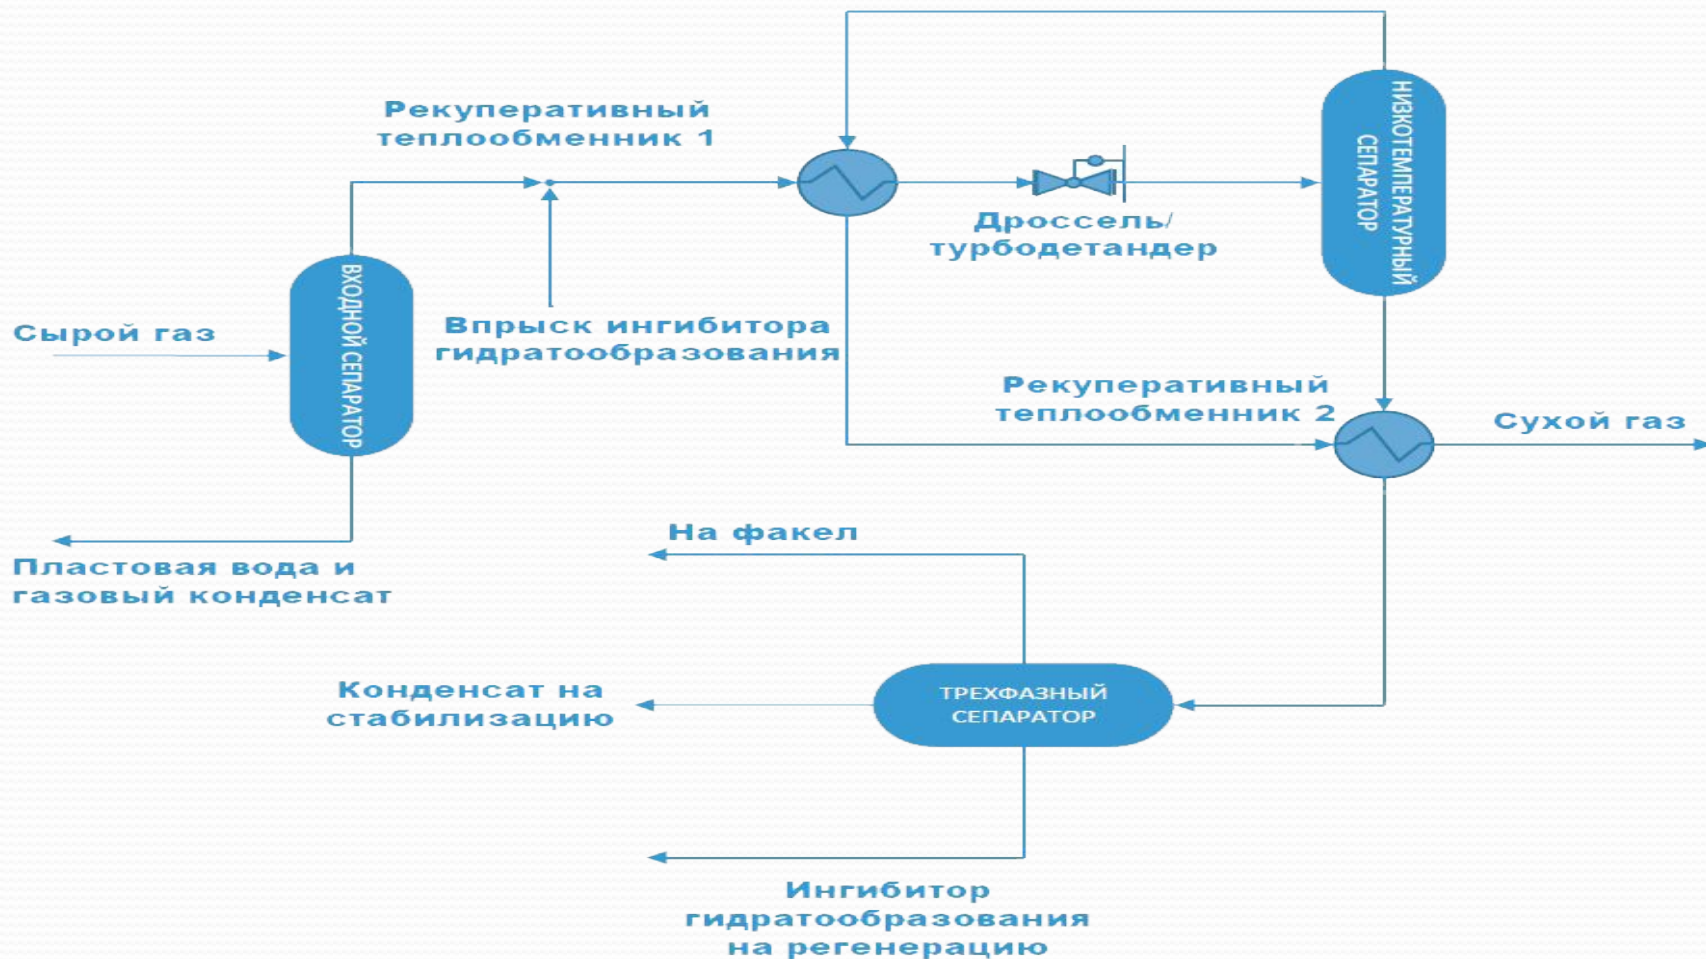 Рекуперативный
теплообменник 1
НИЗКОТЕМПЕРАТУРНЫЙ
СЕПАРАТОР
Дроссель/
турбодетандер
ВХОДНОЙ СЕПАРАТОР
Сырой газ
Впрыск ингибитора
гидратообразования
Рекуперативный
теплообменник 2
Сухой газ
На факел
Пластовая вода и
газовый конденсат
Конденсат на
стабилизацию
ТРЕХФАЗНЫЙ
СЕПАРАТОР
Ингибитор
гидратообразования
на регенерацию